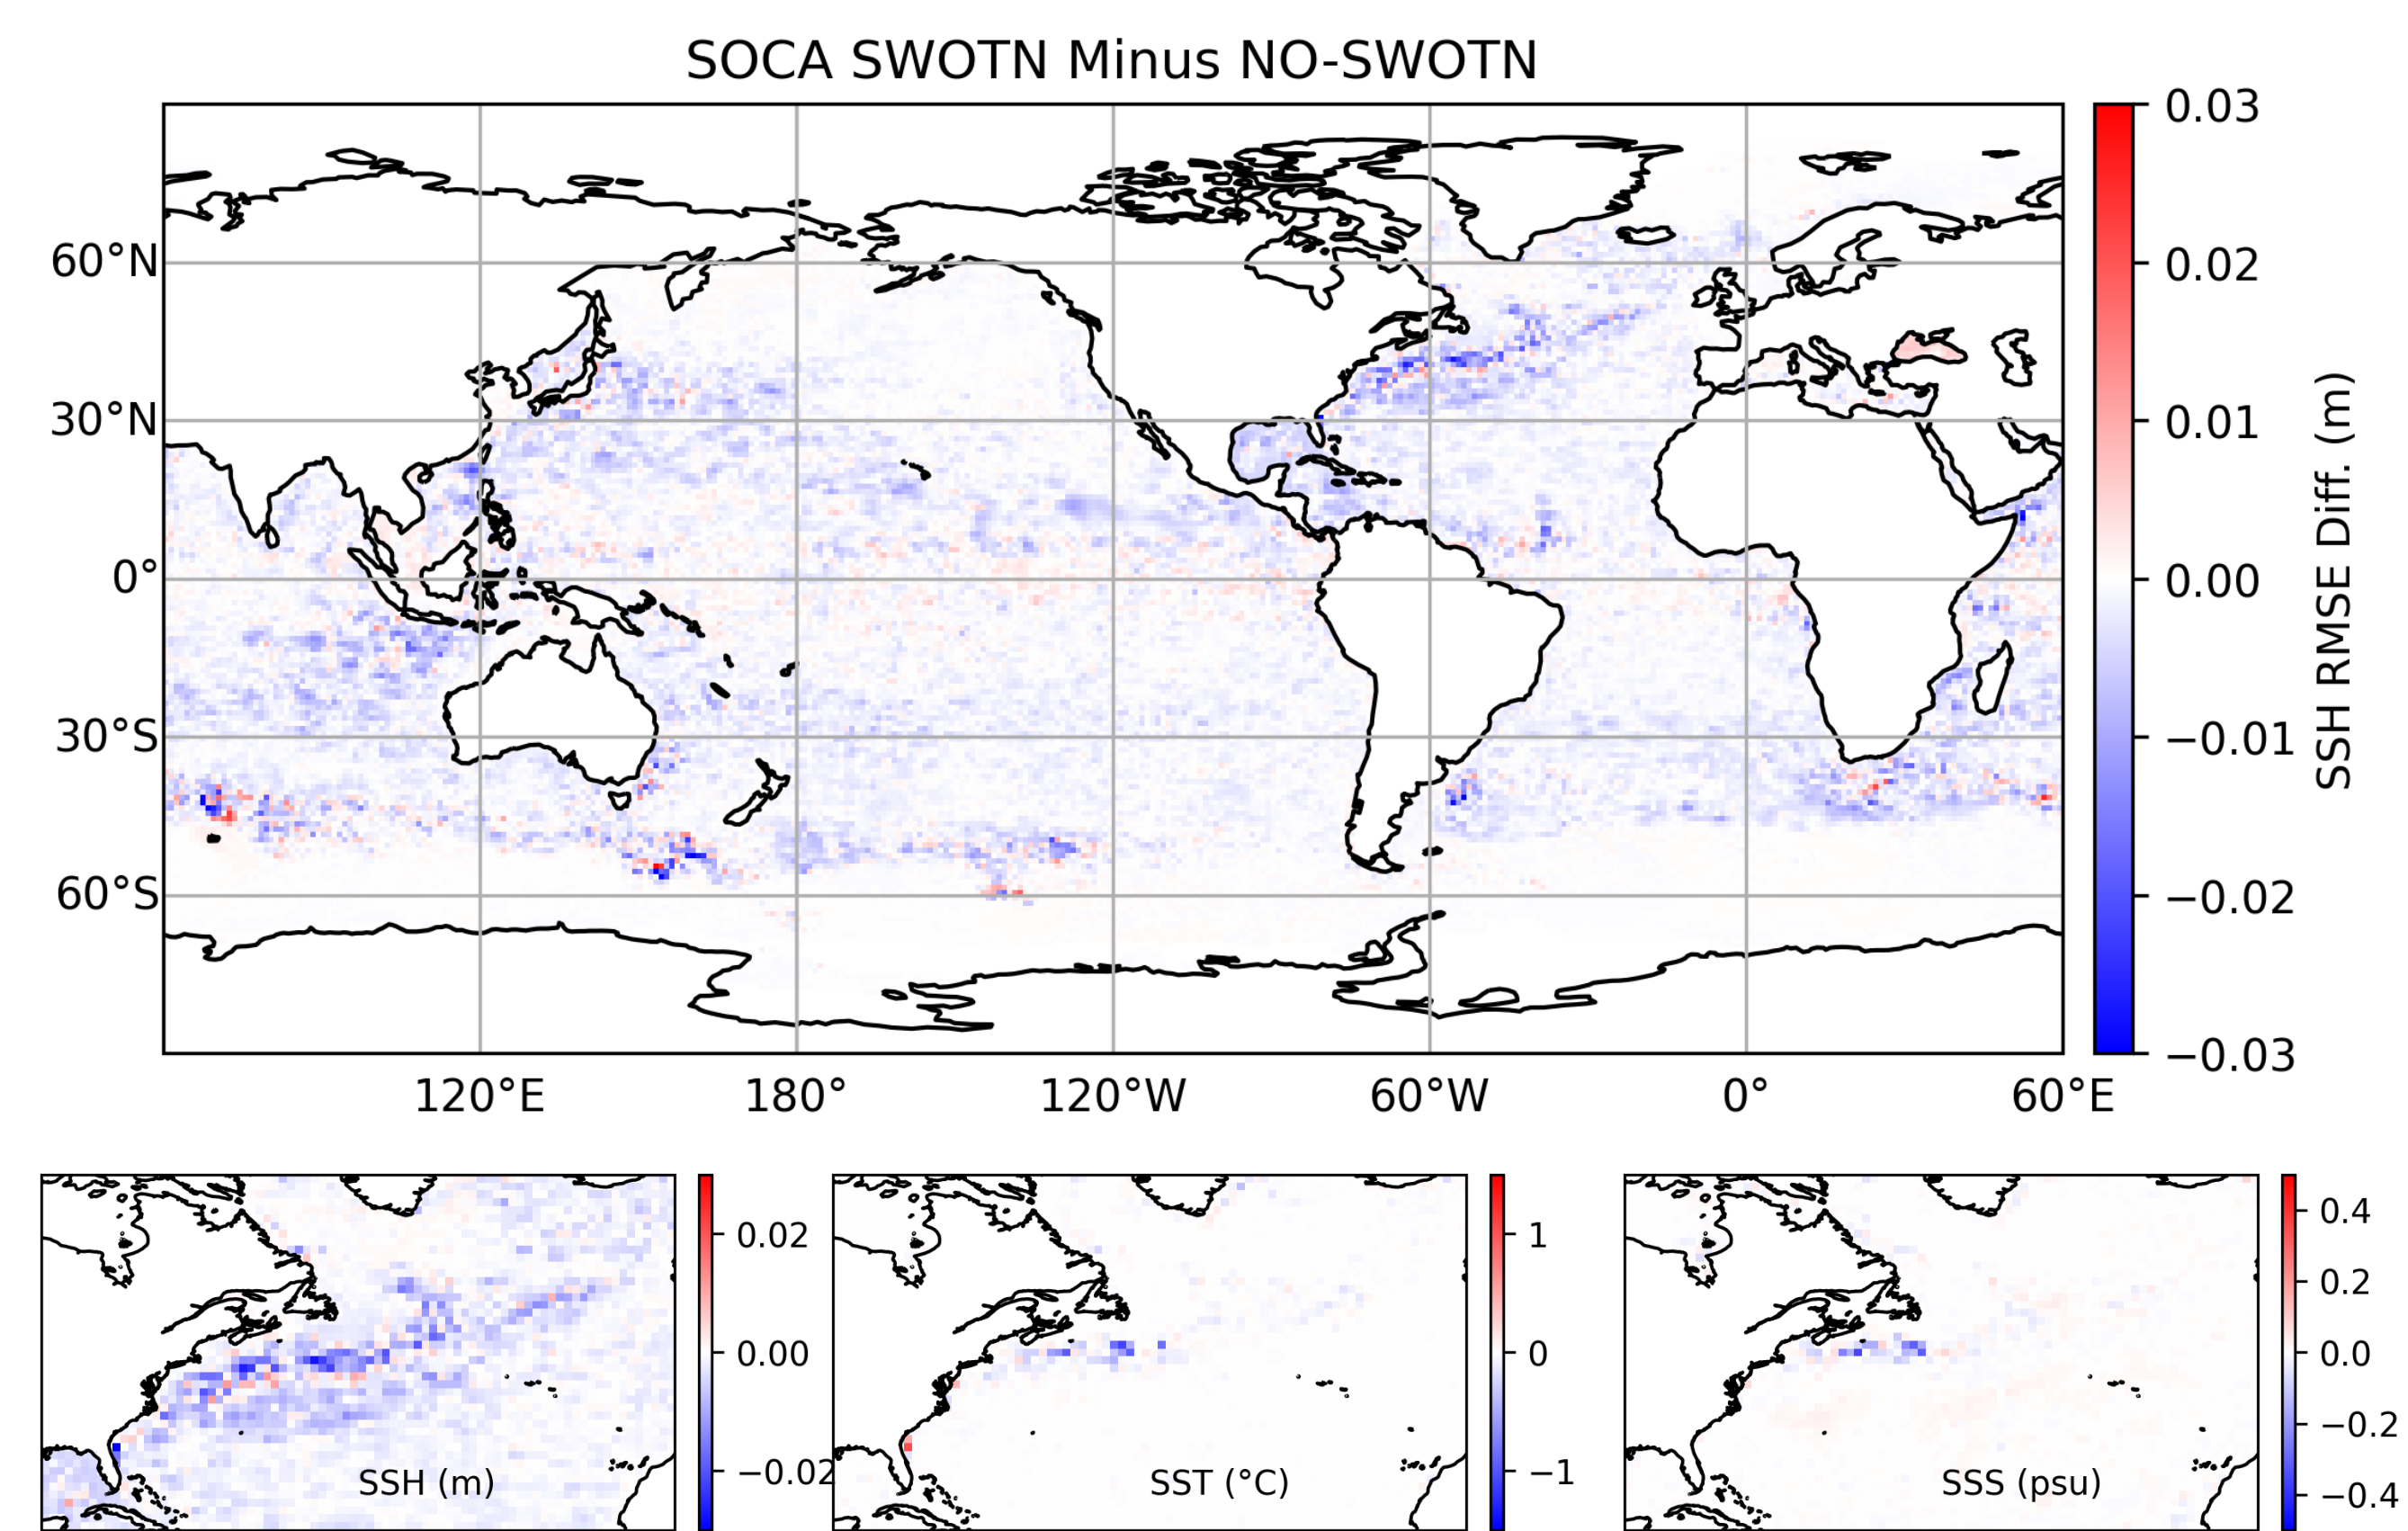 SOCA SWOTN Minus NO-SWOTN
0.03
0.02
0.01
0.00
−0.01
−0.02
−0.03
SSH RMSE Diff. (m)
60°N
30°N
0°
30°S
60°S
120°E 180° 120°W 60°W 0° 60°E
SSH (m)
0.02
0.00
−0.02
SST (°C)
1
0
−1
SSS (psu)
0.4
0.2
0.0
−0.2
−0.4